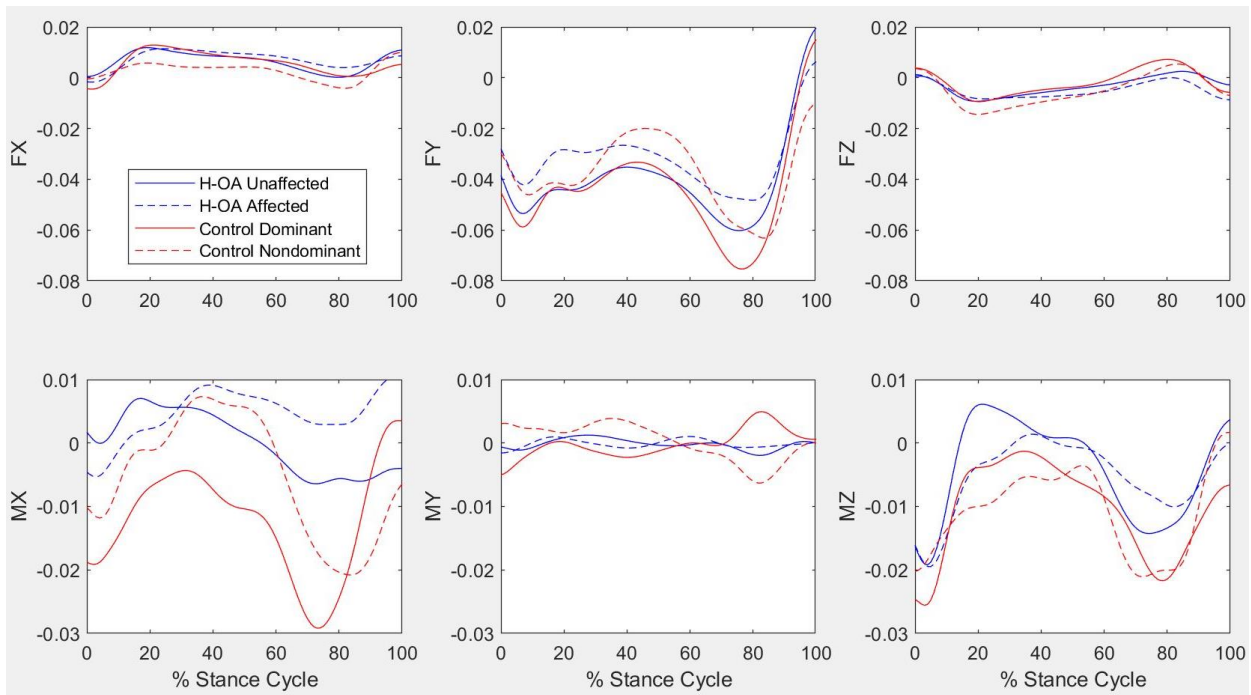 0.02
0
-0.02
-0.04
-0.06
-0.08
FX
0 20 40 60 80 100
H-OA Unaffected
H-OA Affected
Control Dominant
Control Nondominant
0.02
0
-0.02
-0.04
-0.06
-0.08
FY
0 20 40 60 80 100
0.02
0
-0.02
-0.04
-0.06
-0.08
FZ
0 20 40 60 80 100
0.01
0
-0.01
-0.02
-0.03
MX
0 20 40 60 80 100
% Stance Cycle
0.01
0
-0.01
-0.02
-0.03
MY
0 20 40 60 80 100
% Stance Cycle
0.01
0
-0.01
-0.02
-0.03
MZ
0 20 40 60 80 100
% Stance Cycle